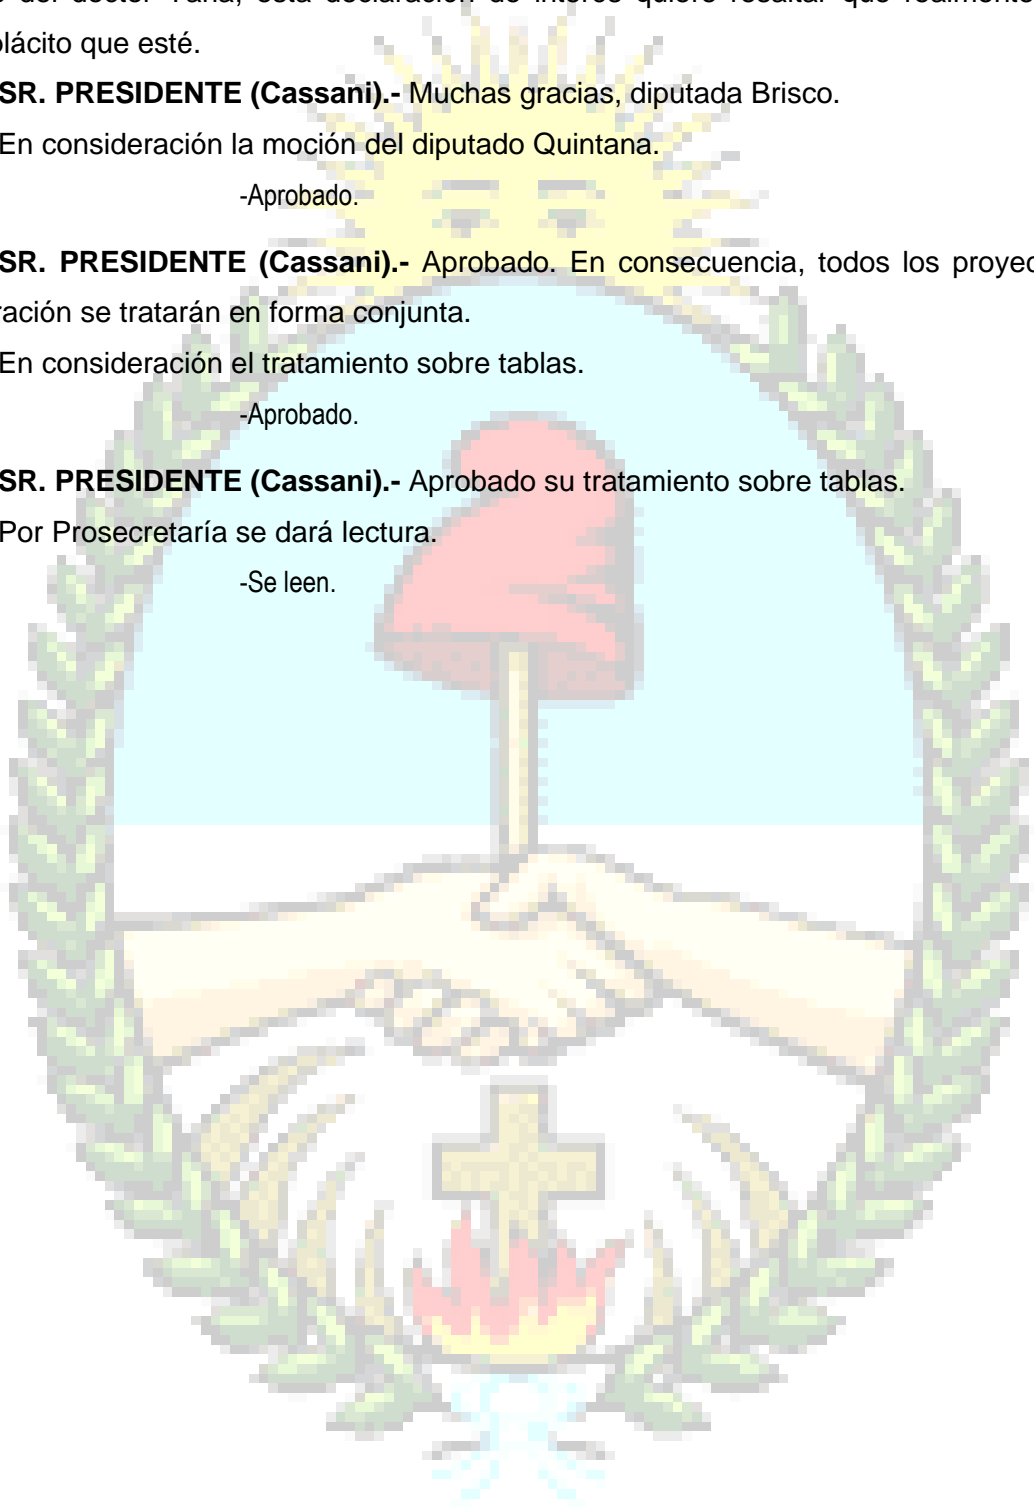 del doctor Yaña, esta declaración de interés quiero resaltar que realmente
plácito que esté.
SR. PRESIDENTE (Cassani).- Muchas gracias, diputada Brisco.
En consideración la moción del diputado Quintana.
-Aprobado.
SR. PRESIDENTE (Cassani).- Aprobado. En consecuencia, todos los proyec
ración se tratarán en forma conjunta.
En consideración el tratamiento sobre tablas.
-Aprobado.
SR. PRESIDENTE (Cassani).- Aprobado su tratamiento sobre tablas.
Por Prosecretaría se dará lectura.
-Se leen.